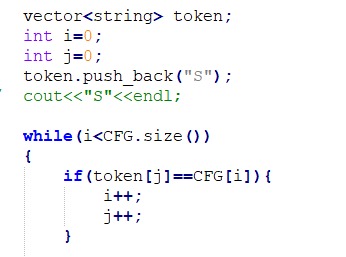 vector<string> token;
int i=0;
int j=0;
token.push_back("S");
cout<<"S"<<endl;
while(i<CFG.size())
{
if(token[j]==CFG[i]){
i++;
j++;
}